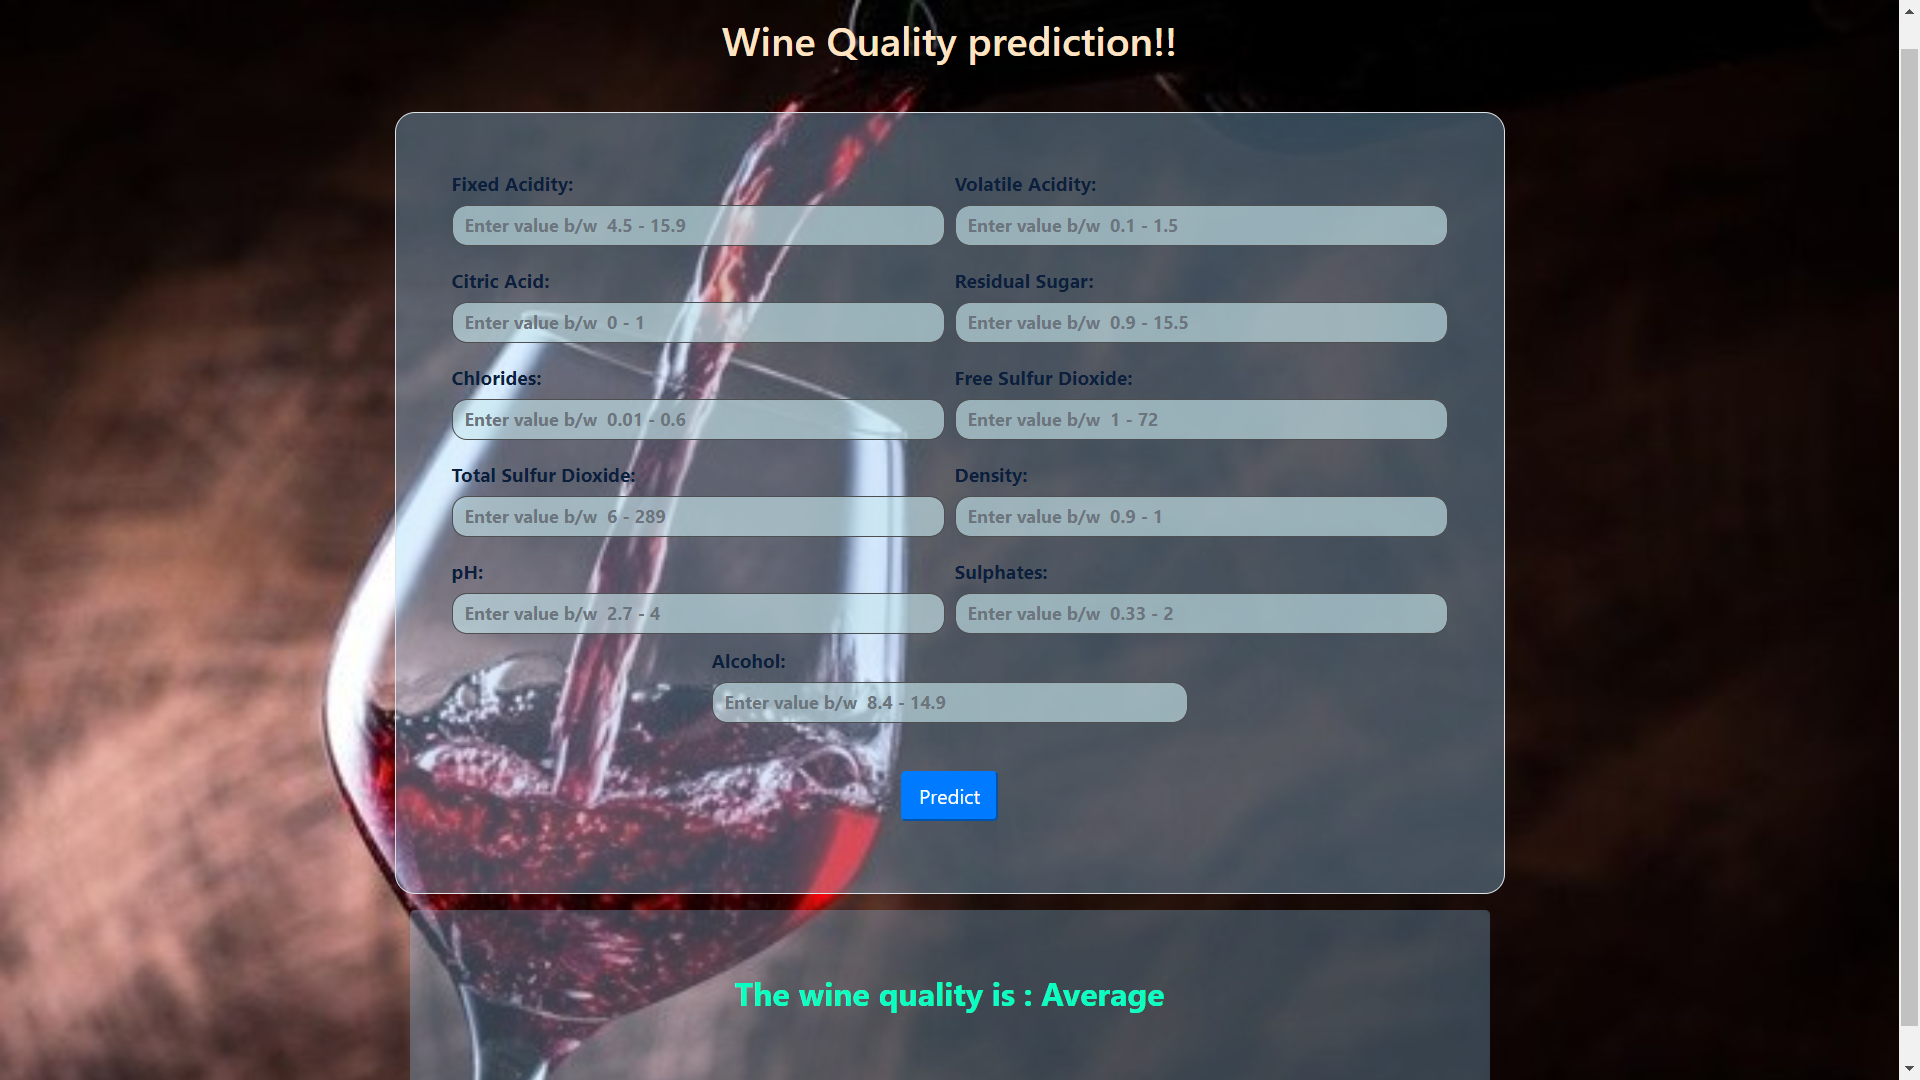 Wine Quality prediction!!
Fixed Acidity:
Volatile Acidity:
Enter value b/w  4.5 - 15.9
Enter value b/w  0.1 - 1.5
Citric Acid:
Residual Sugar:
Enter value b/w  0 - 1
Enter value b/w  0.9 - 15.5
Chlorides:
Free Sulfur Dioxide:
Enter value b/w  0.01 - 0.6
Enter value b/w  1 - 72
Total Sulfur Dioxide:
Density:
Enter value b/w  6 - 289
Enter value b/w  0.9 - 1
pH:
Sulphates:
Enter value b/w  2.7 - 4
Enter value b/w  0.33 - 2
Alcohol:
Enter value b/w  8.4 - 14.9
Predict
The wine quality is : Average